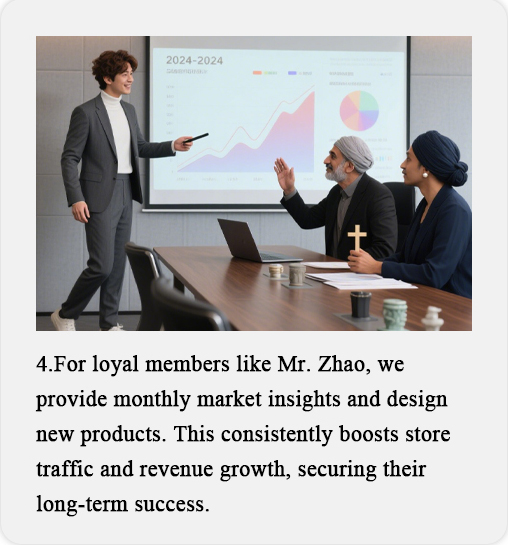 2024-2024
4.For loyal members like Mr. Zhao, we
provide monthly market insights and design
new products. This consistently boosts store
traffic and revenue growth, securing their
long-term success.